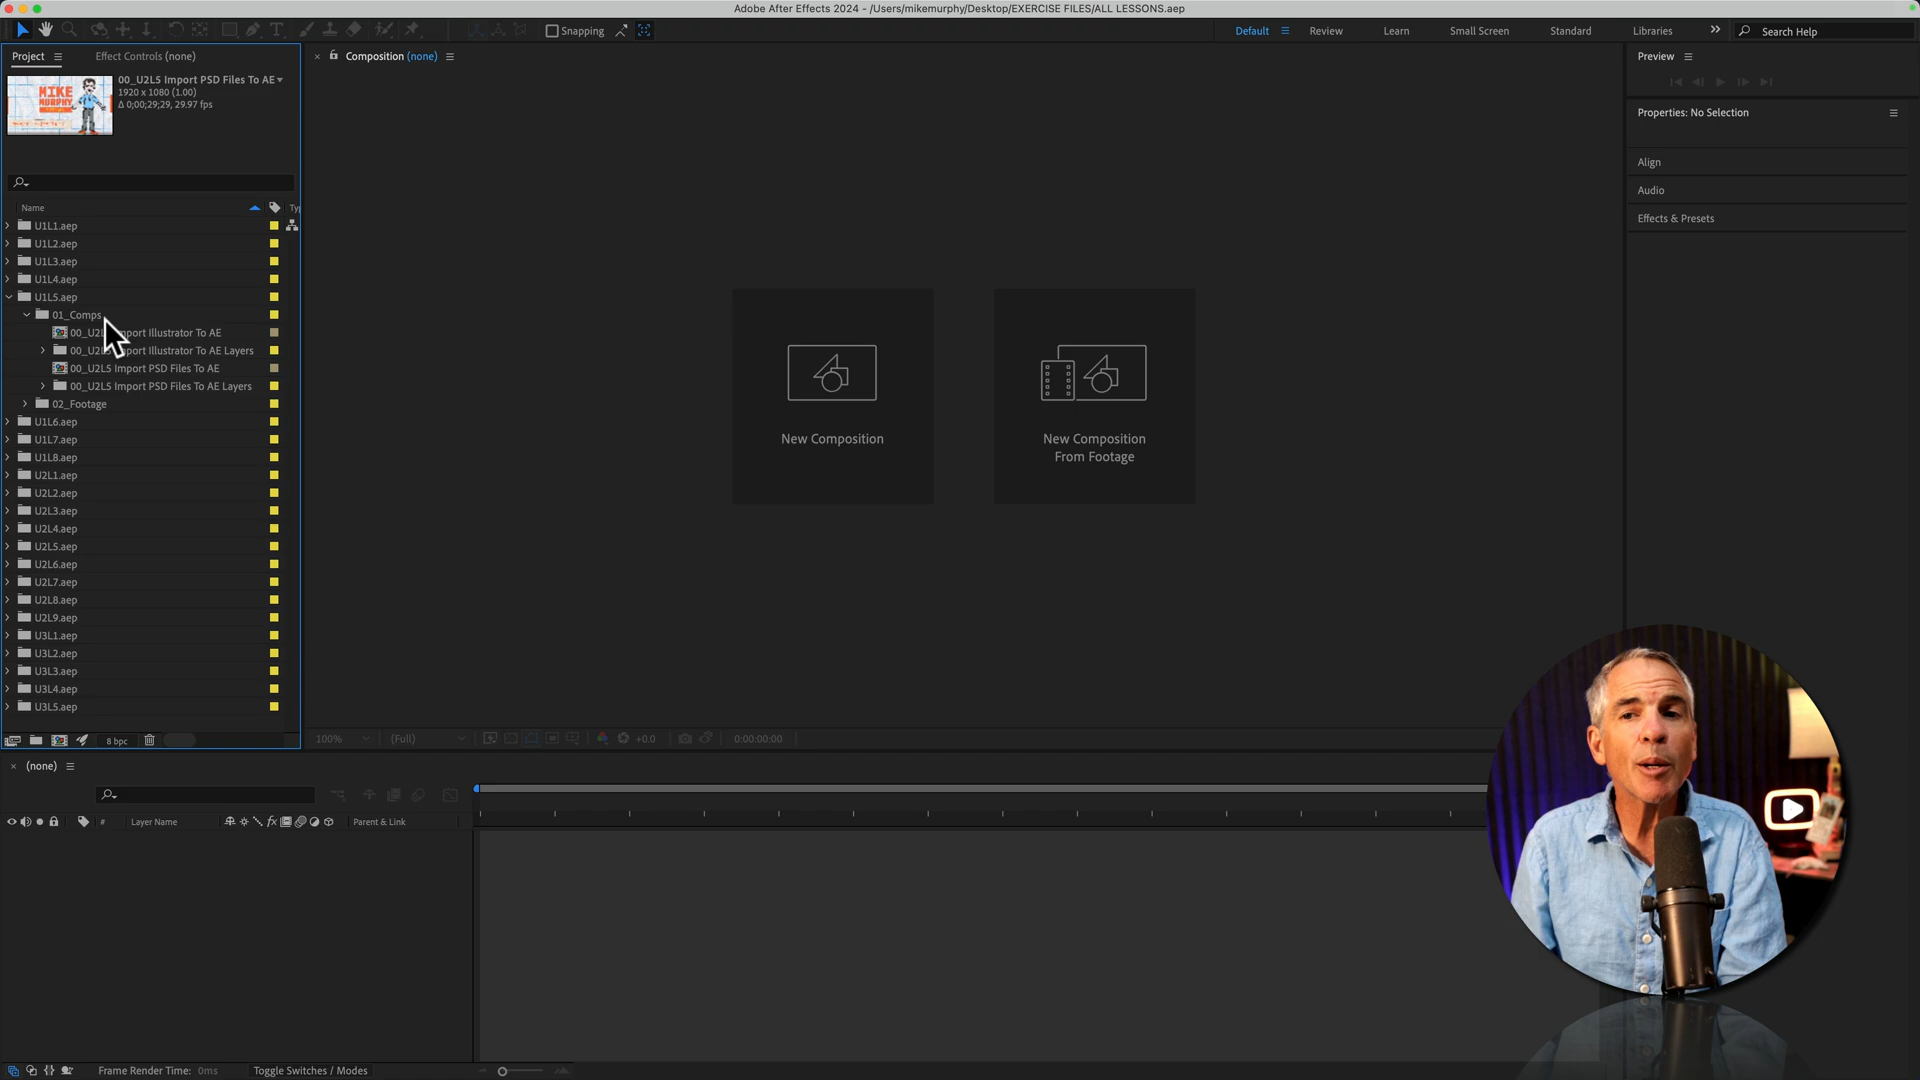 Adobe After Effects 2024 - /Users/mikemurphy/Desktop/EXERCISE FILES/ALL LESSONS.aep
Snapping
Default
Review
Learn
Small Screen
Standard
Libraries
Search Help
Project
Effect Controls (none)
Composition (none)
Preview
00_U2L5 Import PSD Files To AE
1920 x 1080 (1.00)
Δ 0;00;29;29, 29.97 fps
MIKE
MURPHY
Properties: No Selection
Align
Audio
Effects & Presets
Name
U1L1.aep
U1L2.aep
U1L3.aep
U1L4.aep
U1L5.aep
01_Comps
Import Illustrator To AE
Import Illustrator To AE Layers
00_U2L5 Import PSD Files To AE
00_U2L5 Import PSD Files To AE Layers
02_Footage
U1L6.aep
U1L7.aep
U1L8.aep
U2L1.aep
U2L2.aep
U2L3.aep
U2L4.aep
U2L5.aep
U2L6.aep
U2L7.aep
U2L8.aep
U2L9.aep
U3L1.aep
U3L2.aep
U3L3.aep
U3L4.aep
U3L5.aep
New Composition
New Composition
From Footage
8 bpc
100%
(Full)
+0.0
0:00:00:00
(none)
#
Layer Name
fx
Parent & Link
Frame Render Time: 0ms
Toggle Switches / Modes